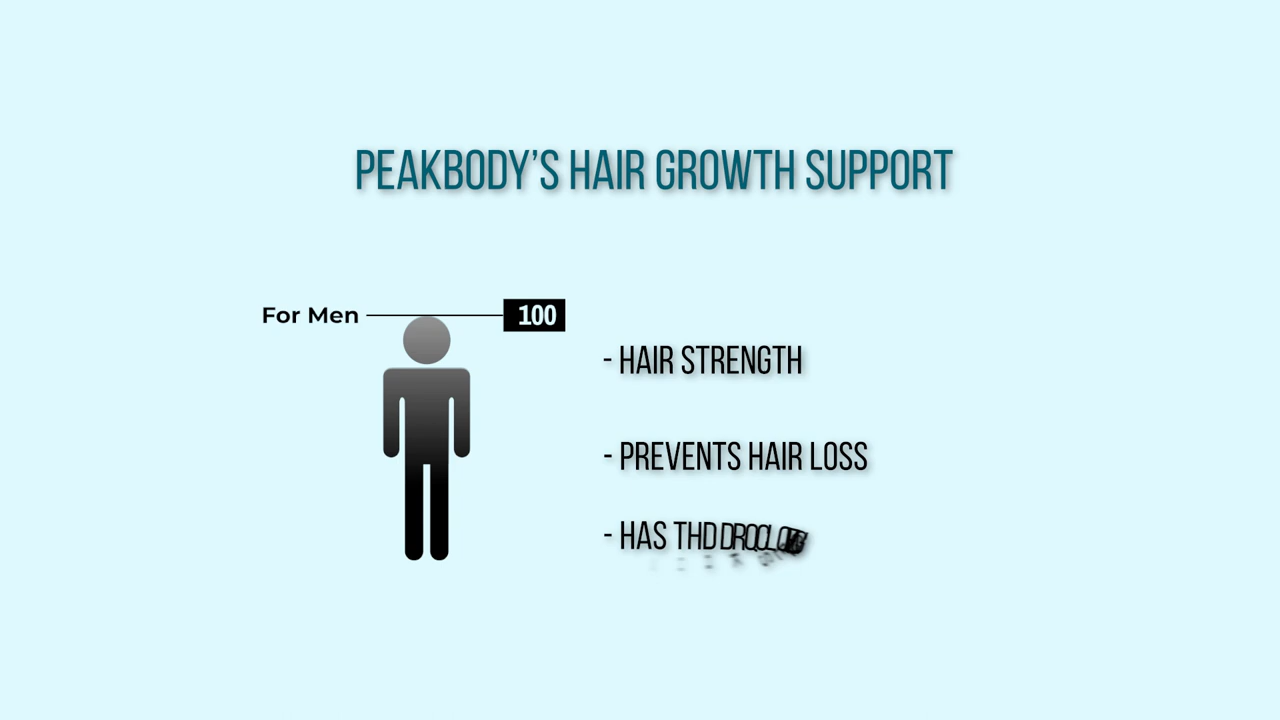 PEAKBODY'S HAIR GROWTH SUPPORT
For Men
100
- HAIR STRENGTH
- PREVENTS HAIR LOSS
- HAS